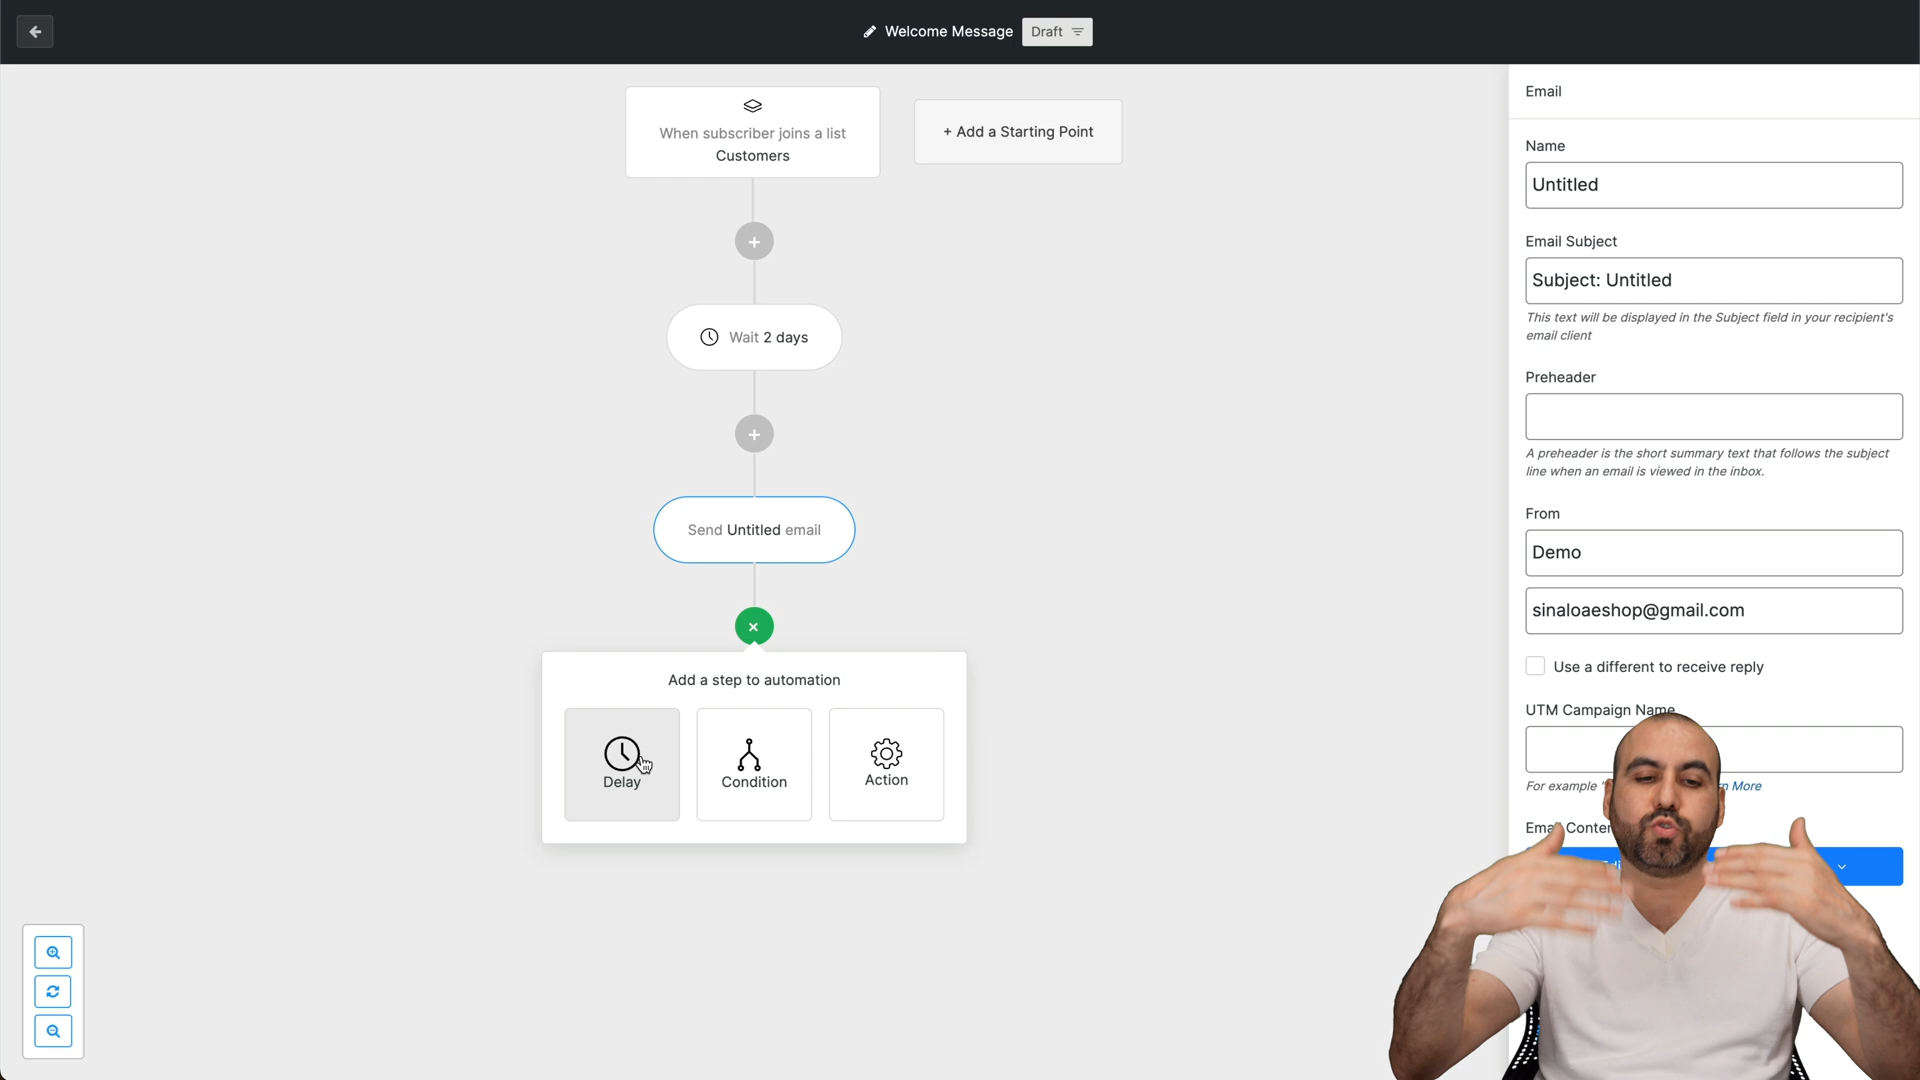 Welcome Message
Draft
When subscriber joins a list
Customers
+ Add a Starting Point
Wait 2 days
Send Untitled email
Add a step to automation
Delay
Condition
Action
Email
Name
Untitled
Email Subject
Subject: Untitled
This text will be displayed in the Subject field in your recipient's
email client
Preheader
A preheader is the short summary text that follows the subject
line when an email is viewed in the inbox.
From
Demo
sinaloaeshop@gmail.com
Use a different to receive reply
UTM Campaign Name
For example
More